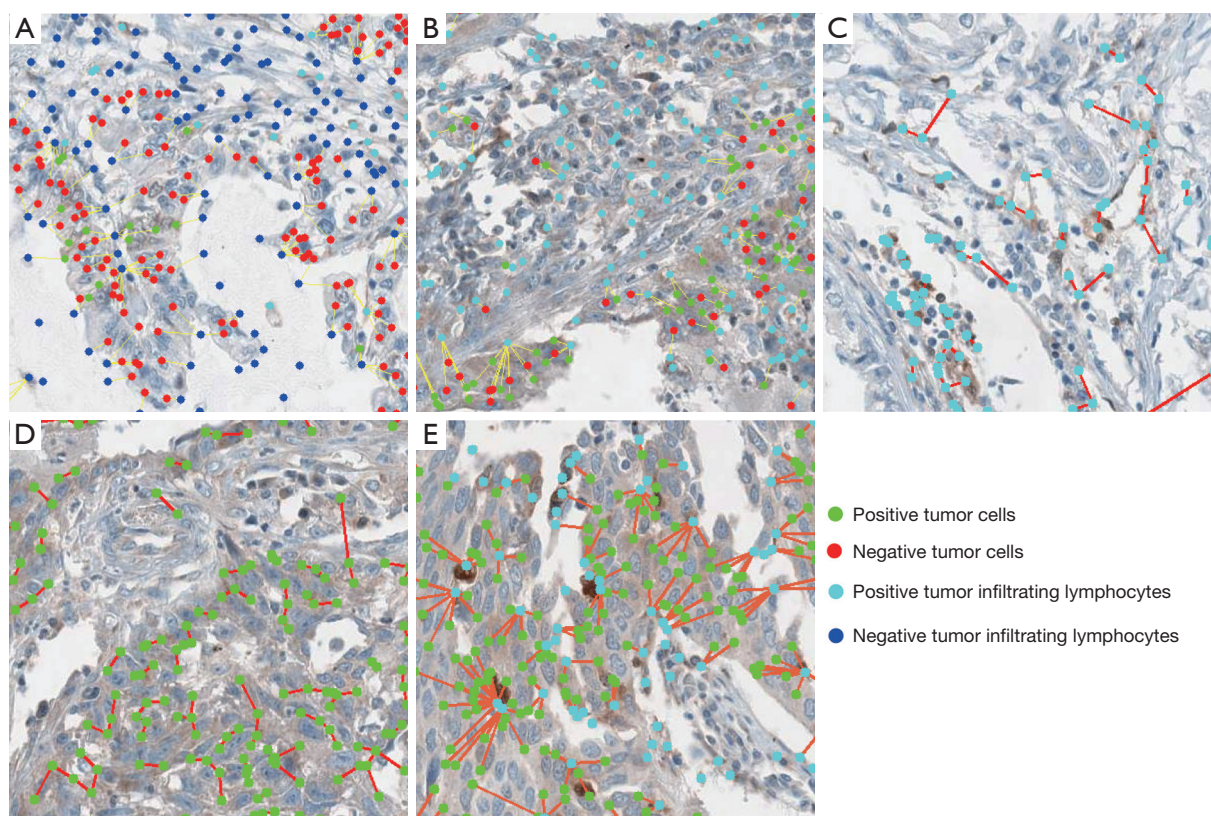 A
B
C
D
E
Positive tumor cells
Negative tumor cells
Positive tumor infiltrating lymphocytes
Negative tumor infiltrating lymphocytes